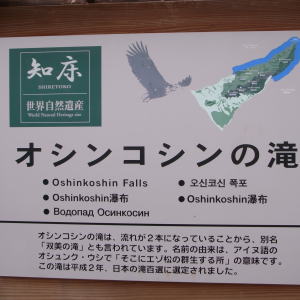 知床
SHIRETOKO
世界自然遺産
World Natural Heritage site
オシンコシンの滝
● Oshinkoshin Falls
● 오신코신 폭포
● Oshinkoshin瀑布
● Oshinkoshin瀑布
● Водопад Осинкосин
オシンコシンの滝は、流れが2本になっていることから、別名
「双美の滝」とも言われています。名前の由来は、アイヌ語の
オシュンク・ウシで「そこにエゾ松の群生する所」の意味です。
この滝は平成2年、日本の滝百選に選定されました。